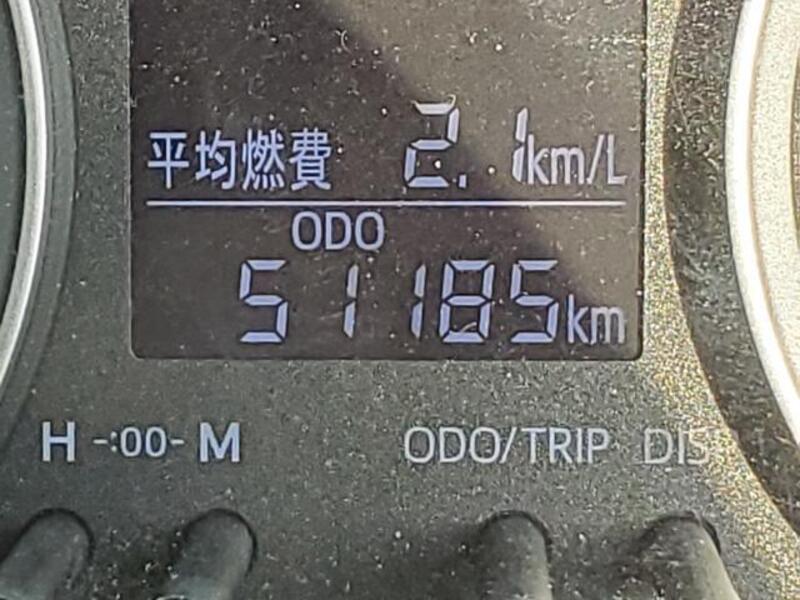 平均燃費 2.1km/L
ODO
51185km
H -:00- M ODO/TRIP DIS